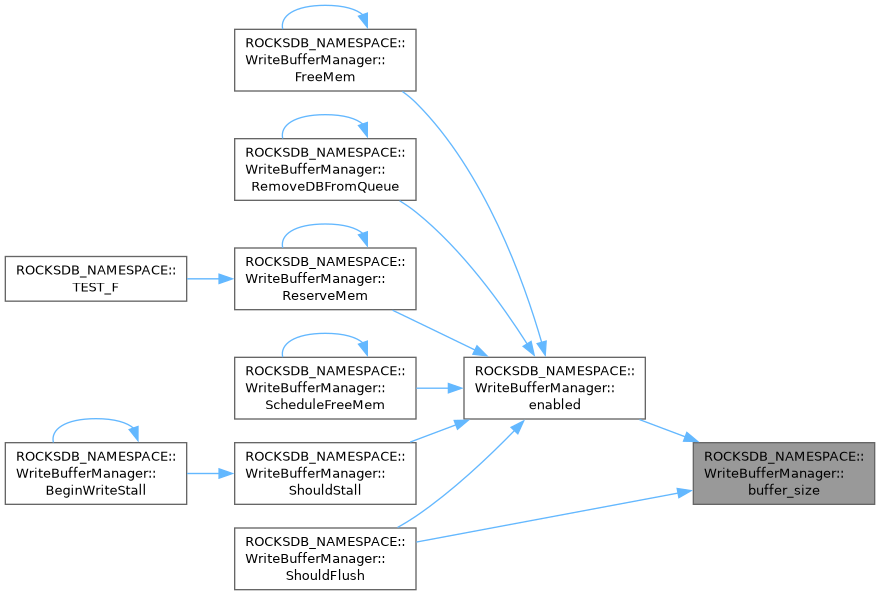 ROCKSDB_NAMESPACE::
WriteBufferManager::
FreeMem
ROCKSDB_NAMESPACE::
WriteBufferManager::
RemoveDBFromQueue
ROCKSDB_NAMESPACE::
TEST_F
ROCKSDB_NAMESPACE::
WriteBufferManager::
ReserveMem
ROCKSDB_NAMESPACE::
WriteBufferManager::
ScheduleFreeMem
ROCKSDB_NAMESPACE::
WriteBufferManager::
enabled
ROCKSDB_NAMESPACE::
WriteBufferManager::
BeginWriteStall
ROCKSDB_NAMESPACE::
WriteBufferManager::
ShouldStall
ROCKSDB_NAMESPACE::
WriteBufferManager::
buffer_size
ROCKSDB_NAMESPACE::
WriteBufferManager::
ShouldFlush